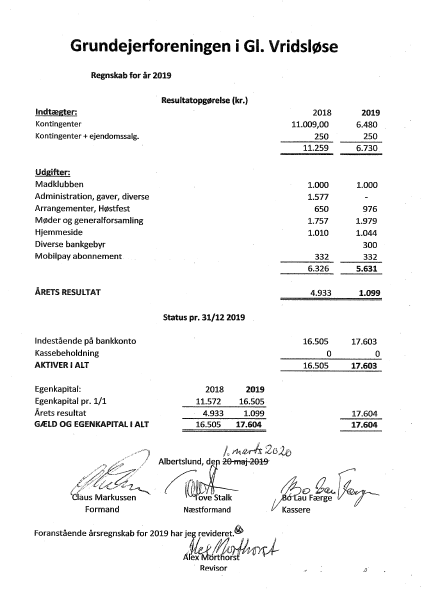 Grundejerforeningen i Gl. Vridsløse
Regnskab for år 2019
Resultatopgørelse (kr.)
Indtægter: 2018 2019
Kontingenter 11.009,00 6.480
Kontingenter + ejendomssalg. 250 250
11.259 6.730
Udgifter:
Madklubben 1.000 1.000
Administration, gaver, diverse 1.577 -
Arrangementer, Høstfest 650 976
Møder og generalforsamling 1.757 1.979
Hjemmeside 1.010 1.044
Diverse bankgebyr 300
Mobilpay abonnement 332 332
6.326 5.631
ÅRETS RESULTAT 4.933 1.099
Status pr. 31/12 2019
Indestående på bankkonto 16.505 17.603
Kassebeholdning 0 0
AKTIVER I ALT 16.505 17.603
Egenkapital: 2018 2019
Egenkapital pr. 1/1 11.572 16.505
Årets resultat 4.933 1.099 17.604
GÆLD OG EGENKAPITAL I ALT 16.505 17.604 17.604
1. marts 2020
Albertslund, den 20 maj 2019
Claus Markussen Tove Stalk Bo Lau Færge
Formand Næstformand Kassere
Foranstående årsregnskab for 2019 har jeg revideret.
Alex Morthorst
Alex Morthorst
Revisor